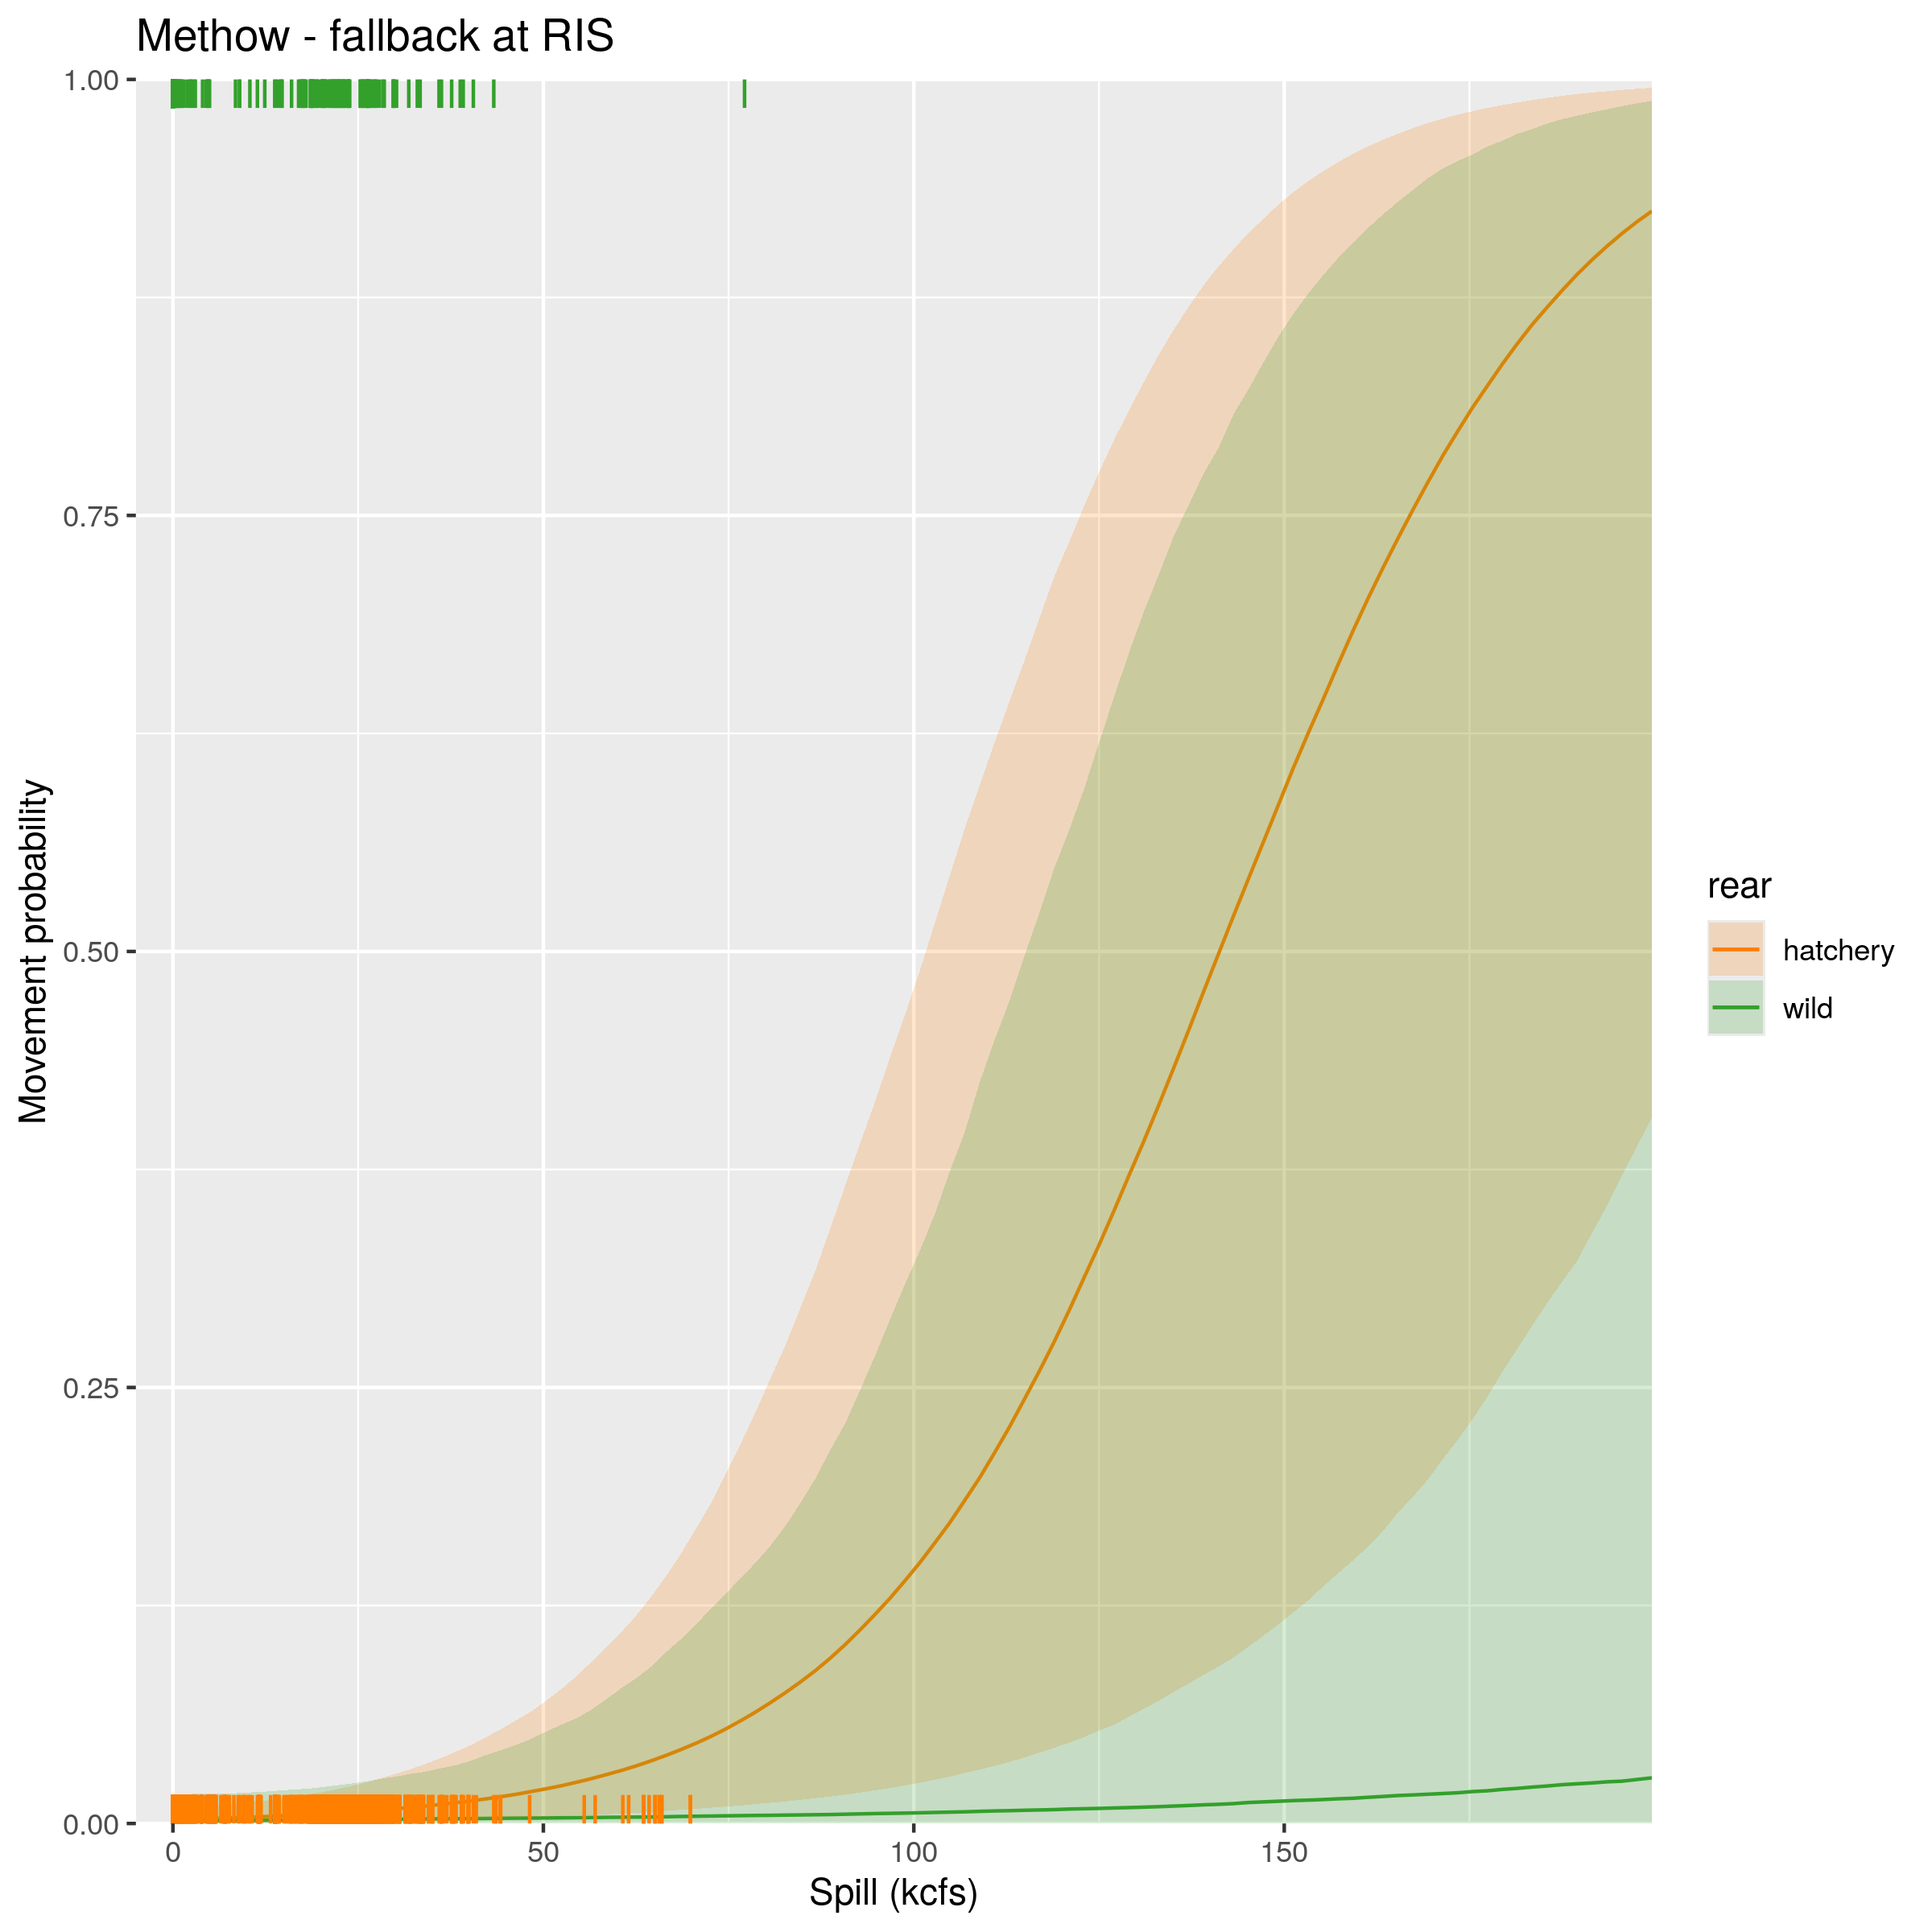 Methow - fallback at RIS
1.00
0.75
0.50
0.25
0.00
Movement probability
0
50
100
150
Spill (kcfs)
rear
hatchery
wild